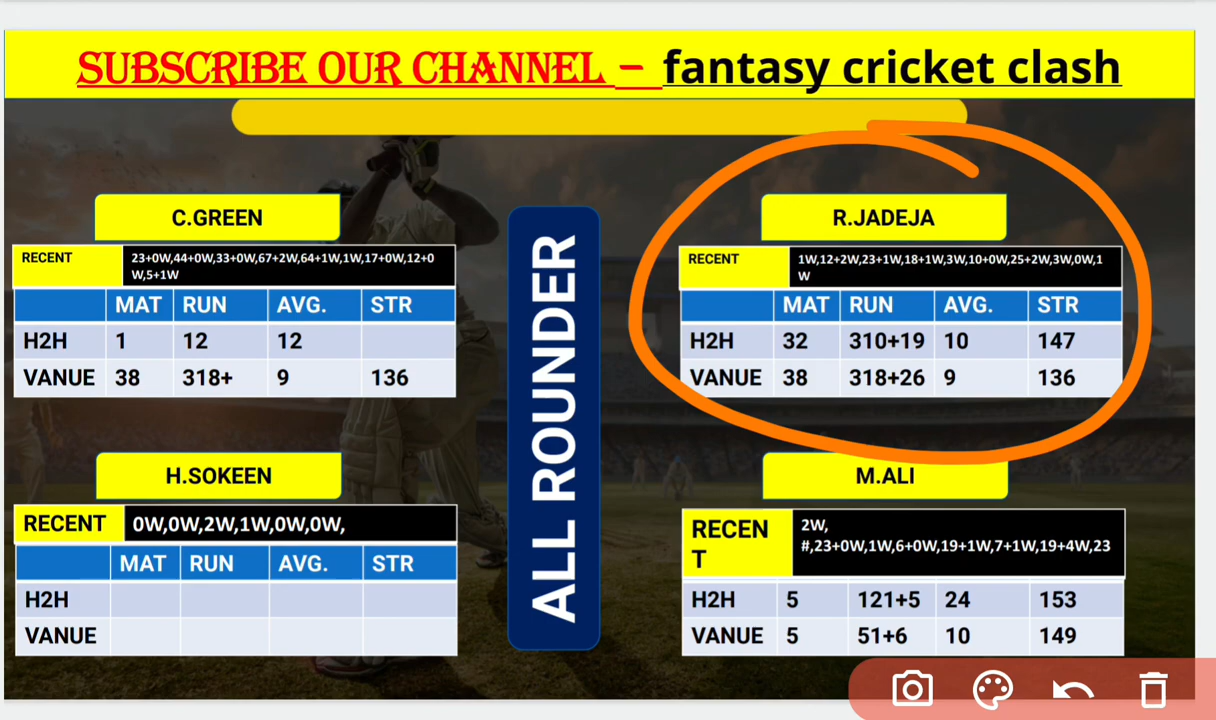 SUBSCRIBE OUR CHANNEL – fantasy cricket clash
C.GREEN
RECENT 23+0W,44+0W,33+0W,67+2W,64+1W,1W,17+0W,12+0
W,5+1W
MAT RUN AVG. STR
H2H 1 12 12
VANUE 38 318+ 9 136
R.JADEJA
RECENT 1W,12+2W,23+1W,18+1W,3W,10+0W,25+2W,3W,0W,1
W
MAT RUN AVG. STR
H2H 32 310+19 10 147
VANUE 38 318+26 9 136
ALL ROUNDER
H.SOKEEN
RECENT 0W,0W,2W,1W,0W,0W,
MAT RUN AVG. STR
H2H
VANUE
M.ALI
RECEN
T
2W,
#,23+0W,1W,6+0W,19+1W,7+1W,19+4W,23
H2H 5 121+5 24 153
VANUE 5 51+6 10 149